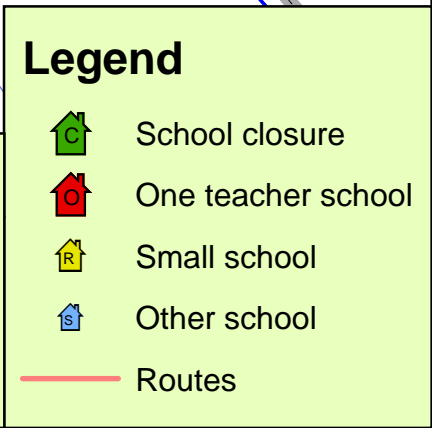 Legend
C School closure
O One teacher school
R Small school
S Other school
Routes